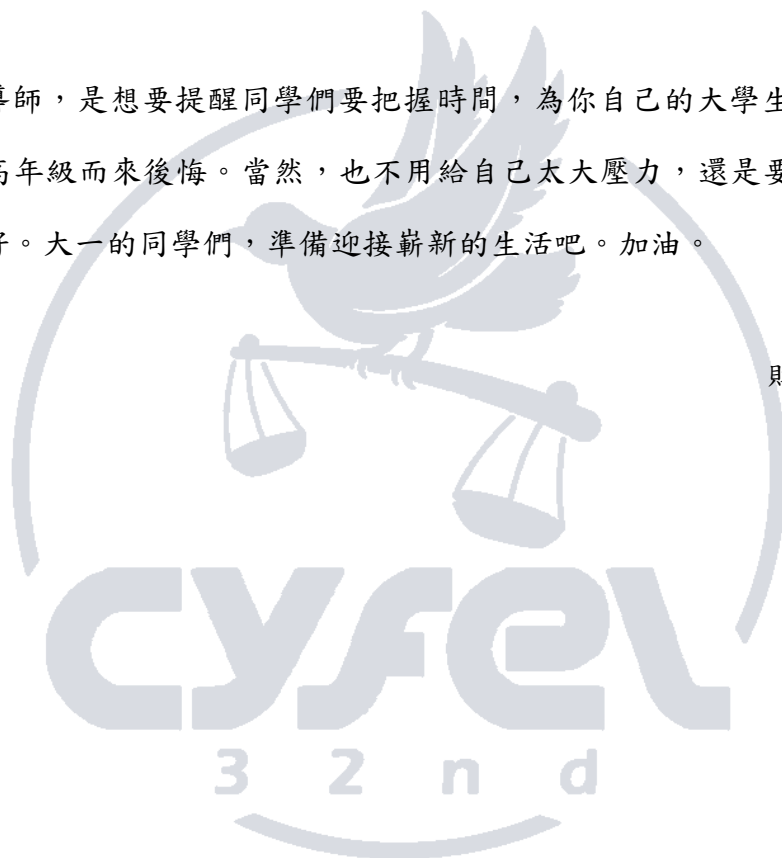 導師，是想要提醒同學們要把握時間，為你自己的大學生
高年級而來後悔。當然，也不用給自己太大壓力，還是要
好。大一的同學們，準備迎接嶄新的生活吧。加油。
CYFEL
32nd